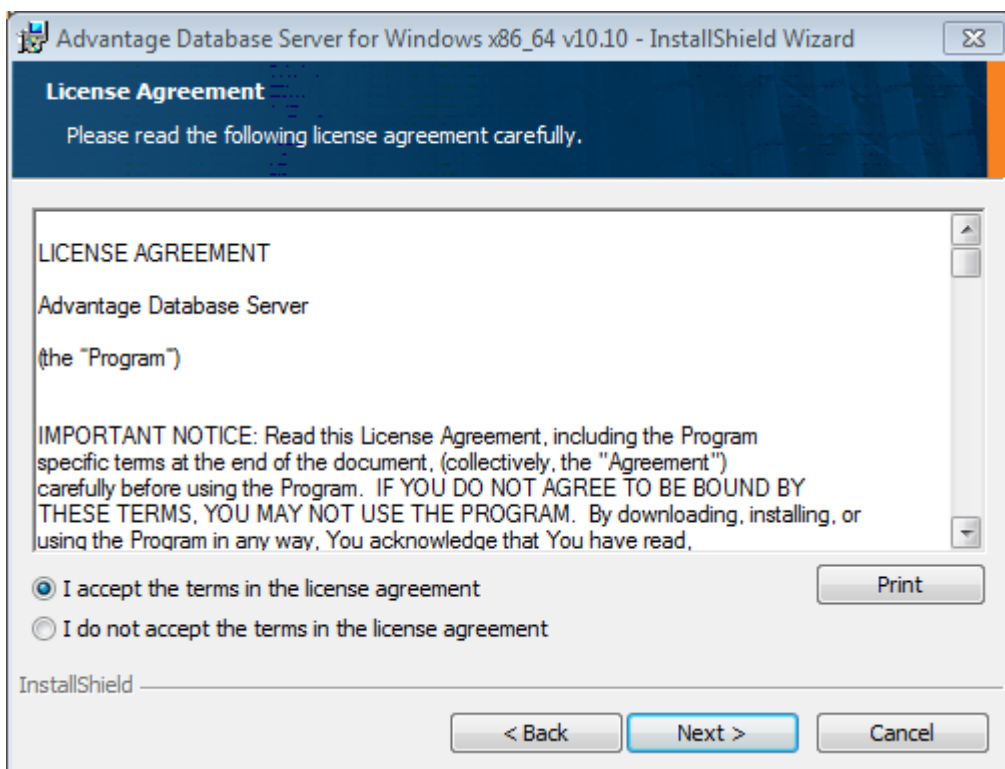 Advantage Database Server for Windows x86_64 v10.10 - InstallShield Wizard
License Agreement
Please read the following license agreement carefully.
LICENSE AGREEMENT
Advantage Database Server
(the "Program")
IMPORTANT NOTICE: Read this License Agreement, including the Program
specific terms at the end of the document, (collectively, the "Agreement")
carefully before using the Program. IF YOU DO NOT AGREE TO BE BOUND BY
THESE TERMS, YOU MAY NOT USE THE PROGRAM. By downloading, installing, or
using the Program in any way, You acknowledge that You have read,
I accept the terms in the license agreement
Print
I do not accept the terms in the license agreement
InstallShield
< Back
Next >
Cancel